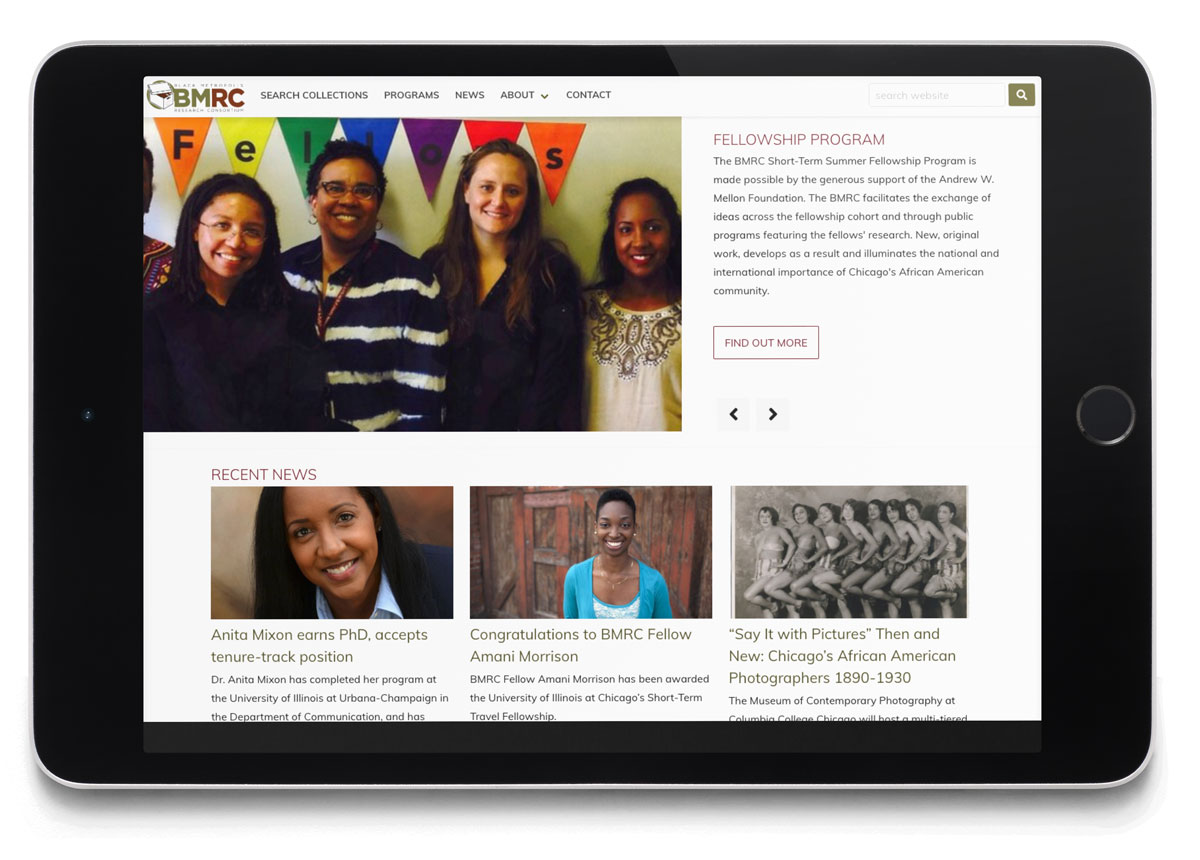 BLACK METROPOLIS
BMRC
RESEARCH CONSORTIUM
SEARCH COLLECTIONS PROGRAMS NEWS ABOUT CONTACT
search website
Fellows
FELLOWSHIP PROGRAM
The BMRC Short-Term Summer Fellowship Program is
made possible by the generous support of the Andrew W.
Mellon Foundation. The BMRC facilitates the exchange of
ideas across the fellowship cohort and through public
programs featuring the fellows' research. New, original
work, develops as a result and illuminates the national and
international importance of Chicago's African American
community.
FIND OUT MORE
RECENT NEWS
Anita Mixon earns PhD, accepts
tenure-track position
Dr. Anita Mixon has completed her program at
the University of Illinois at Urbana-Champaign in
the Department of Communication, and has
Congratulations to BMRC Fellow
Amani Morrison
BMRC Fellow Amani Morrison has been awarded
the University of Illinois at Chicago’s Short-Term
Travel Fellowship.
“Say It with Pictures” Then and
New: Chicago’s African American
Photographers 1890-1930
The Museum of Contemporary Photography at
Columbia College Chicago will host a multi-tiered